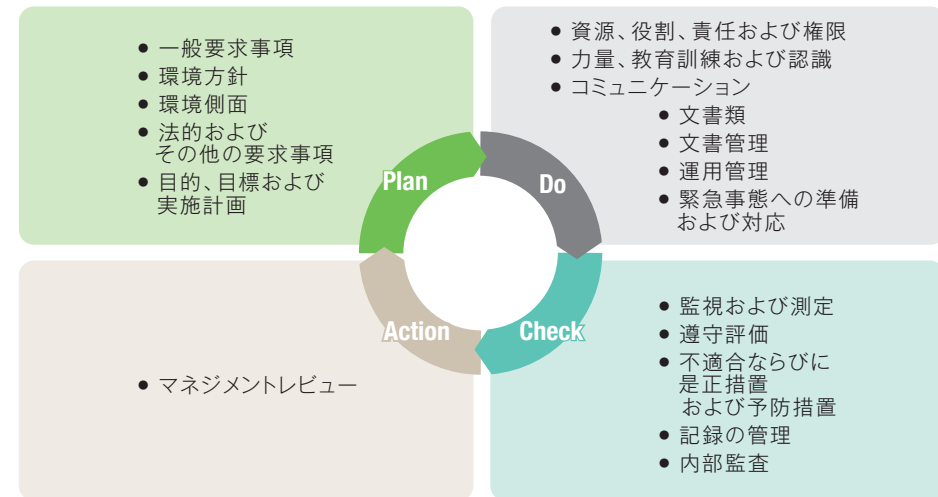 ● 一般要求事項
● 環境方針
● 環境側面
● 法的および
その他の要求事項
● 目的、目標および
実施計画
Plan
● 資源、役割、責任および権限
● 力量、教育訓練および認識
● コミュニケーション
● 文書類
● 文書管理
● 運用管理
● 緊急事態への準備
および対応
Do
Action
● マネジメントレビュー
Check
● 監視および測定
● 遵守評価
● 不適合ならびに
是正措置
および予防措置
● 記録の管理
● 内部監査